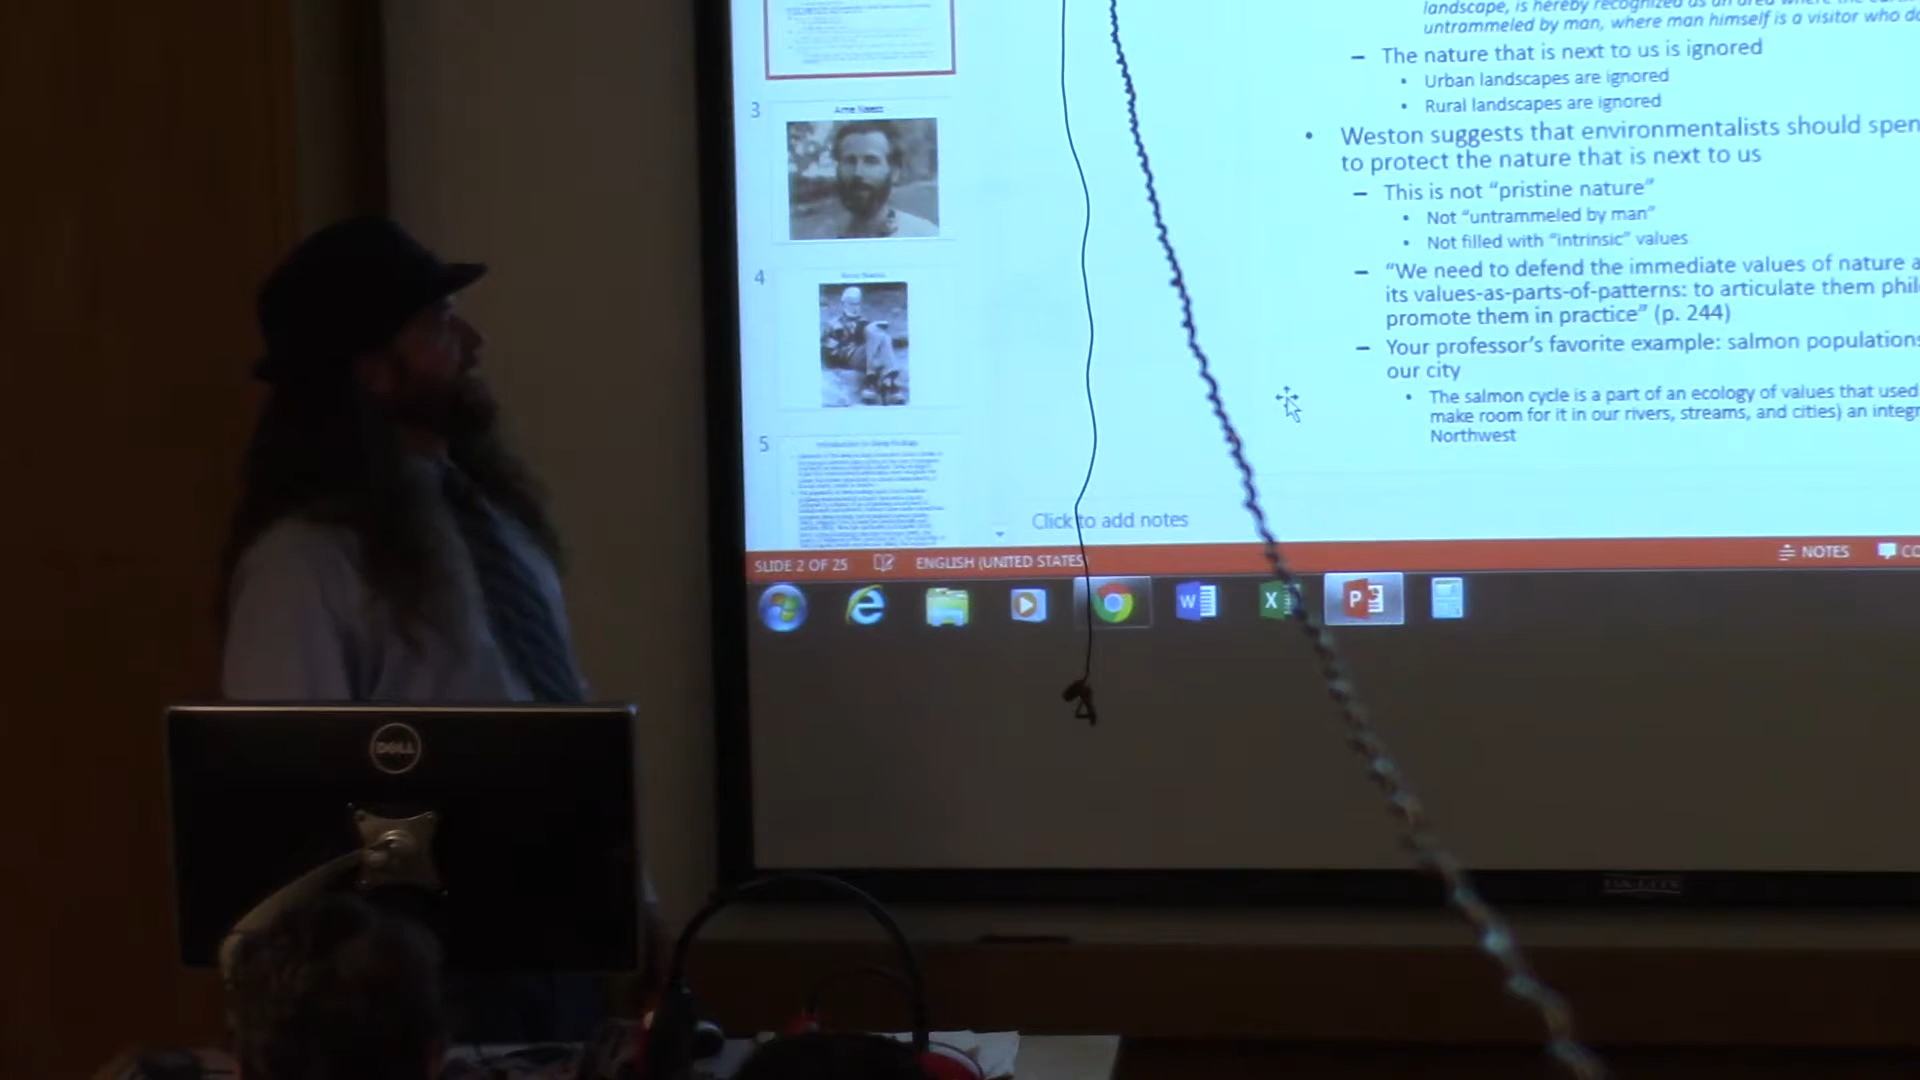 landscape, is hereby recognized as an area where the
untrammeled by man, where man himself is a visitor who
– The nature that is next to us is ignored
• Urban landscapes are ignored
• Rural landscapes are ignored
• Weston suggests that environmentalists should spen
to protect the nature that is next to us
– This is not “pristine nature”
• Not “untrammeled by man”
• Not filled with “intrinsic” values
– “We need to defend the immediate values of nature
its values-as-parts-of-patterns: to articulate them phil
promote them in practice” (p. 244)
– Your professor’s favorite example: salmon populations
our city
• The salmon cycle is a part of an ecology of values that used
make room for it in our rivers, streams, and cities) an integ
Northwest
3
Arne Naess
4
5
Introduction to Deep Ecology
Click to add notes
SLIDE 2 OF 25
ENGLISH (UNITED STATES
NOTES
CO
W
X
P
DELL